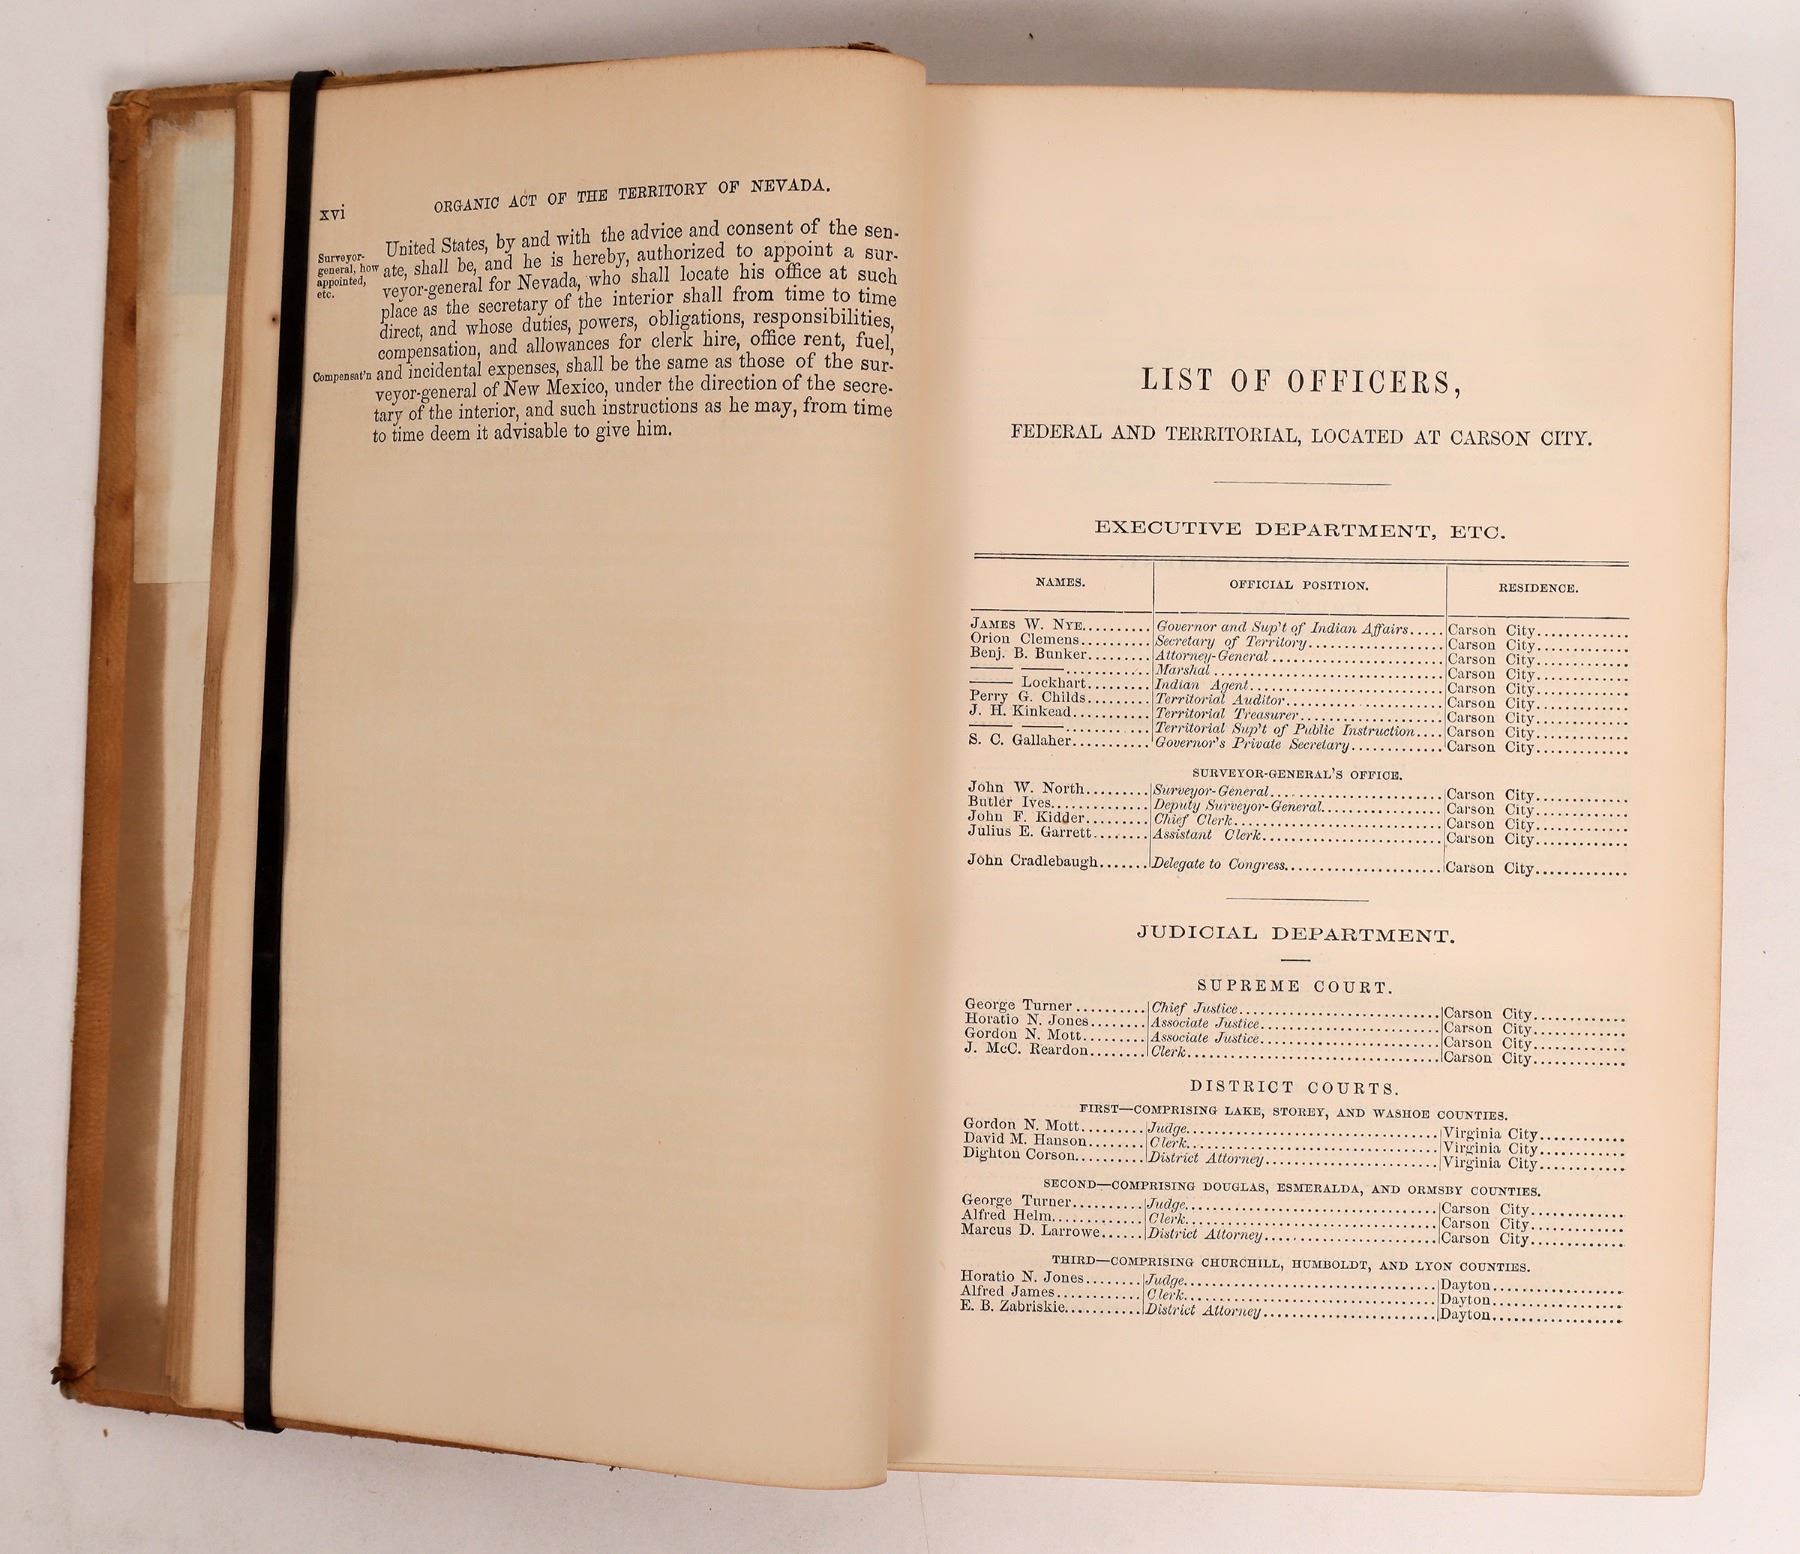 xvi ORGANIC ACT OF THE TERRITORY OF NEVADA.
Surveyor-
general, how
appointed,
etc.
United States, by and with the advice and consent of the sen-
ate, shall be, and he is hereby, authorized to appoint a sur-
veyor-general for Nevada, who shall locate his office at such
place as the secretary of the interior shall from time to time
direct, and whose duties, powers, obligations, responsibilities,
compensation, and allowances for clerk hire, office rent, fuel,
Compensat'n and incidental expenses, shall be the same as those of the sur-
veyor-general of New Mexico, under the direction of the secre-
tary of the interior, and such instructions as he may, from time
to time deem it advisable to give him.
LIST OF OFFICERS,
FEDERAL AND TERRITORIAL, LOCATED AT CARSON CITY.
EXECUTIVE DEPARTMENT, ETC.
NAMES. OFFICIAL POSITION. RESIDENCE.
JAMES W. NYE.......... Governor and Sup't of Indian Affairs..... Carson City.............
Orion Clemens.......... Secretary of Territory................... Carson City.............
Benj. B. Bunker......... Attorney-General........................ Carson City.............
—— ——............ Marshal................................. Carson City.............
—— Lockhart......... Indian Agent............................ Carson City.............
Perry G. Childs......... Territorial Auditor....................... Carson City.............
J. H. Kinkead........... Territorial Treasurer..................... Carson City.............
—— ——............ Territorial Sup't of Public Instruction.... Carson City.............
S. C. Gallaher........... Governor's Private Secretary............. Carson City.............
SURVEYOR-GENERAL'S OFFICE.
John W. North......... Surveyor-General........................ Carson City.............
Butler Ives.............. Deputy Surveyor-General................. Carson City.............
John F. Kidder......... Chief Clerk.............................. Carson City.............
Julius E. Garrett........ Assistant Clerk.......................... Carson City.............
John Cradlebaugh....... Delegate to Congress...................... Carson City.............
JUDICIAL DEPARTMENT.
SUPREME COURT.
George Turner.......... Chief Justice............................. Carson City.............
Horatio N. Jones........ Associate Justice.......................... Carson City.............
Gordon N. Mott......... Associate Justice.......................... Carson City.............
J. McC. Reardon........ Clerk.................................... Carson City.............
DISTRICT COURTS.
FIRST—COMPRISING LAKE, STOREY, AND WASHOE COUNTIES.
Gordon N. Mott......... Judge................................... Virginia City............
David M. Hanson........ Clerk................................... Virginia City............
Dighton Corson.......... District Attorney........................ Virginia City............
SECOND—COMPRISING DOUGLAS, ESMERALDA, AND ORMSBY COUNTIES.
George Turner.......... Judge................................... Carson City.............
Alfred Helm............ Clerk................................... Carson City.............
Marcus D. Larrowe...... District Attorney........................ Carson City.............
THIRD—COMPRISING CHURCHILL, HUMBOLDT, AND LYON COUNTIES.
Horatio N. Jones........ Judge................................... Dayton..................
Alfred James............ Clerk................................... Dayton..................
E. B. Zabriskie.......... District Attorney........................ Dayton..................